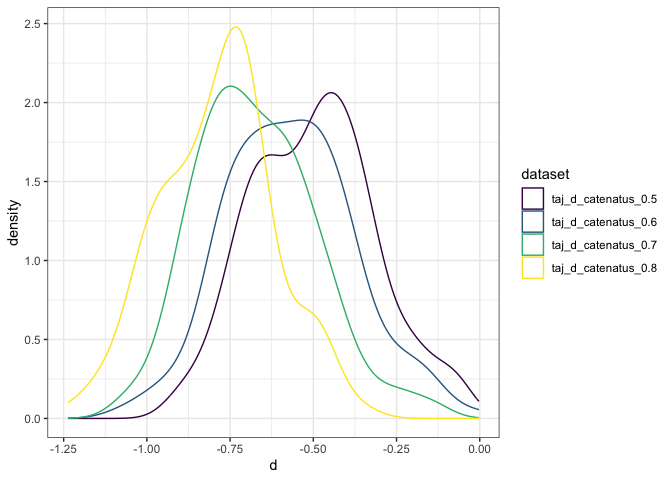 2.5
2.0
1.5
1.0
0.5
0.0
density
-1.25
-1.00
-0.75
-0.50
-0.25
0.00
d
dataset
taj_d_catenatus_0.5
taj_d_catenatus_0.6
taj_d_catenatus_0.7
taj_d_catenatus_0.8